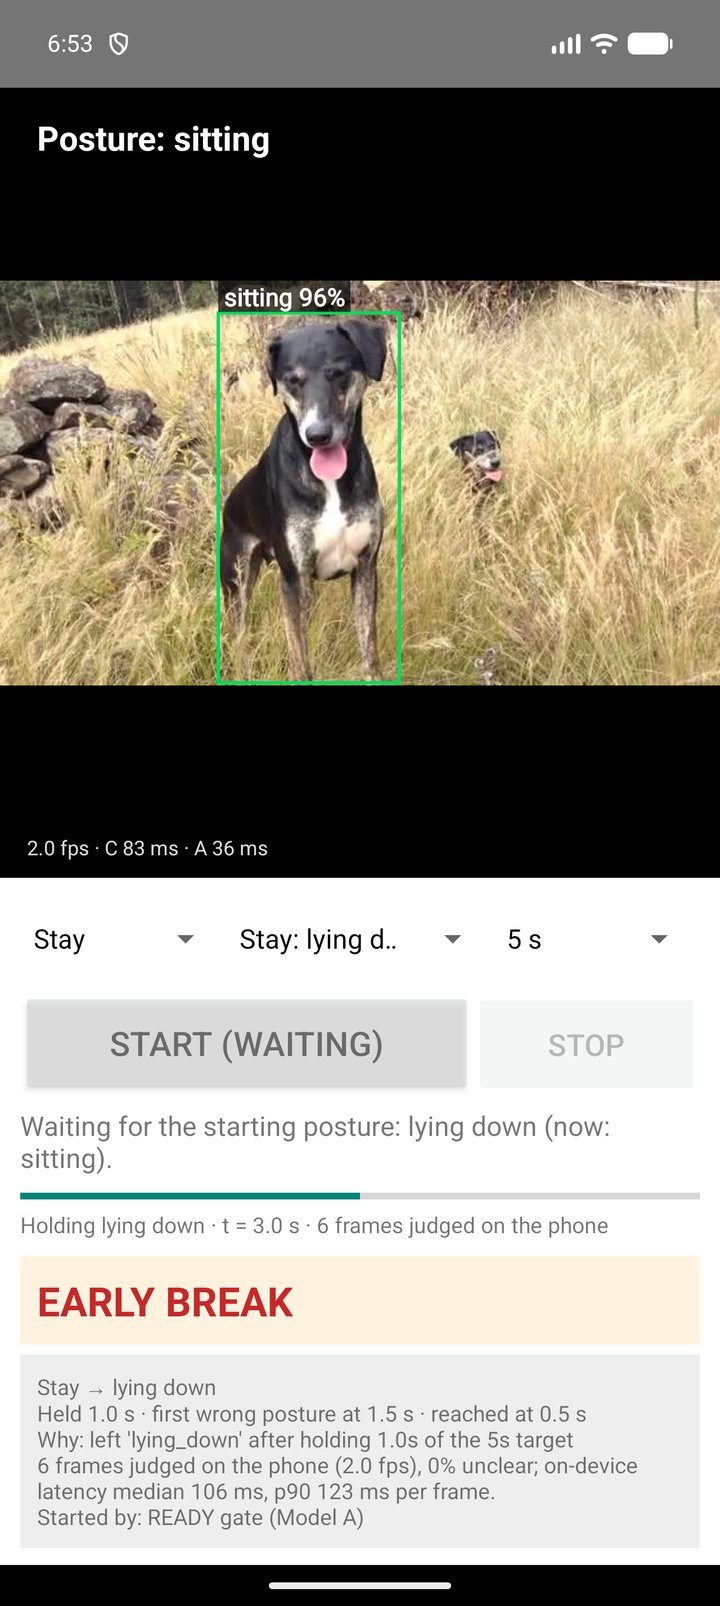 6:53
Posture: sitting
sitting 96%
2.0 fps · C 83 ms · A 36 ms
Stay
Stay: lying d..
5 s
START (WAITING)
STOP
Waiting for the starting posture: lying down (now:
sitting).
Holding lying down · t = 3.0 s · 6 frames judged on the phone
EARLY BREAK
Stay → lying down
Held 1.0 s · first wrong posture at 1.5 s · reached at 0.5 s
Why: left 'lying_down' after holding 1.0s of the 5s target
6 frames judged on the phone (2.0 fps), 0% unclear; on-device
latency median 106 ms, p90 123 ms per frame.
Started by: READY gate (Model A)